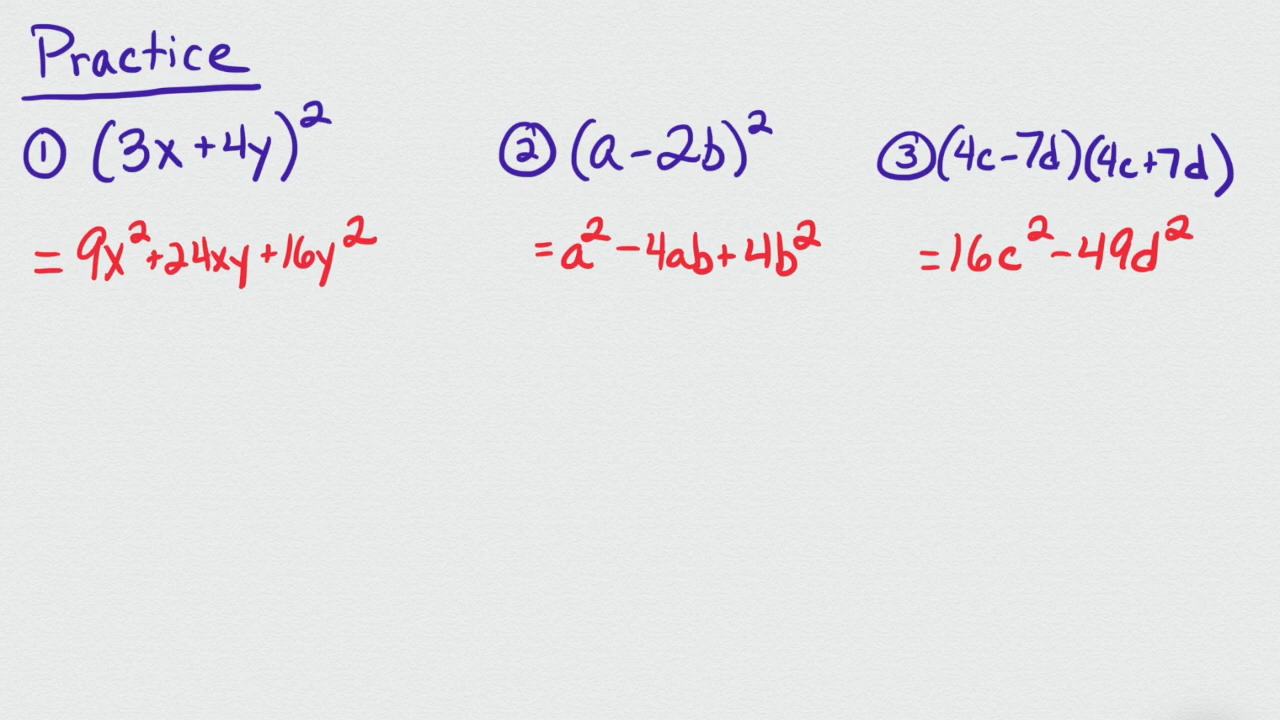 Practice
① (3x+4y)² ② (a-2b)² ③ (4c-7d)(4c+7d)
= 9x²+24xy+16y² = a²-4ab+4b² = 16c²-49d²